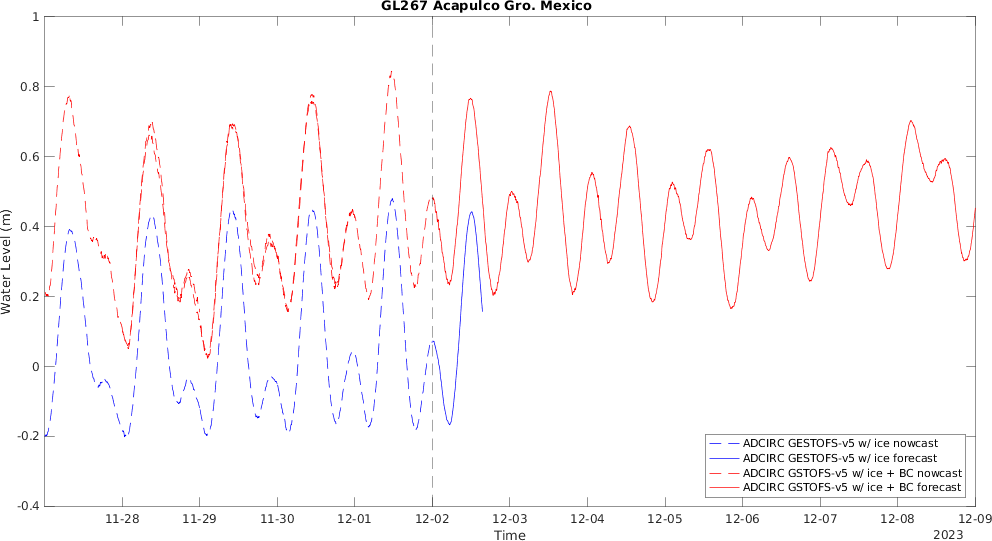 GL267 Acapulco Gro. Mexico
1
0.8
0.6
0.4
0.2
0
-0.2
-0.4
Water Level (m)
ADCIRC GESTOFS-v5 w/ ice nowcast
ADCIRC GESTOFS-v5 w/ ice forecast
ADCIRC GSTOFS-v5 w/ ice + BC nowcast
ADCIRC GSTOFS-v5 w/ ice + BC forecast
11-28 11-29 11-30 12-01 12-02 12-03 12-04 12-05 12-06 12-07 12-08 12-09
Time
2023